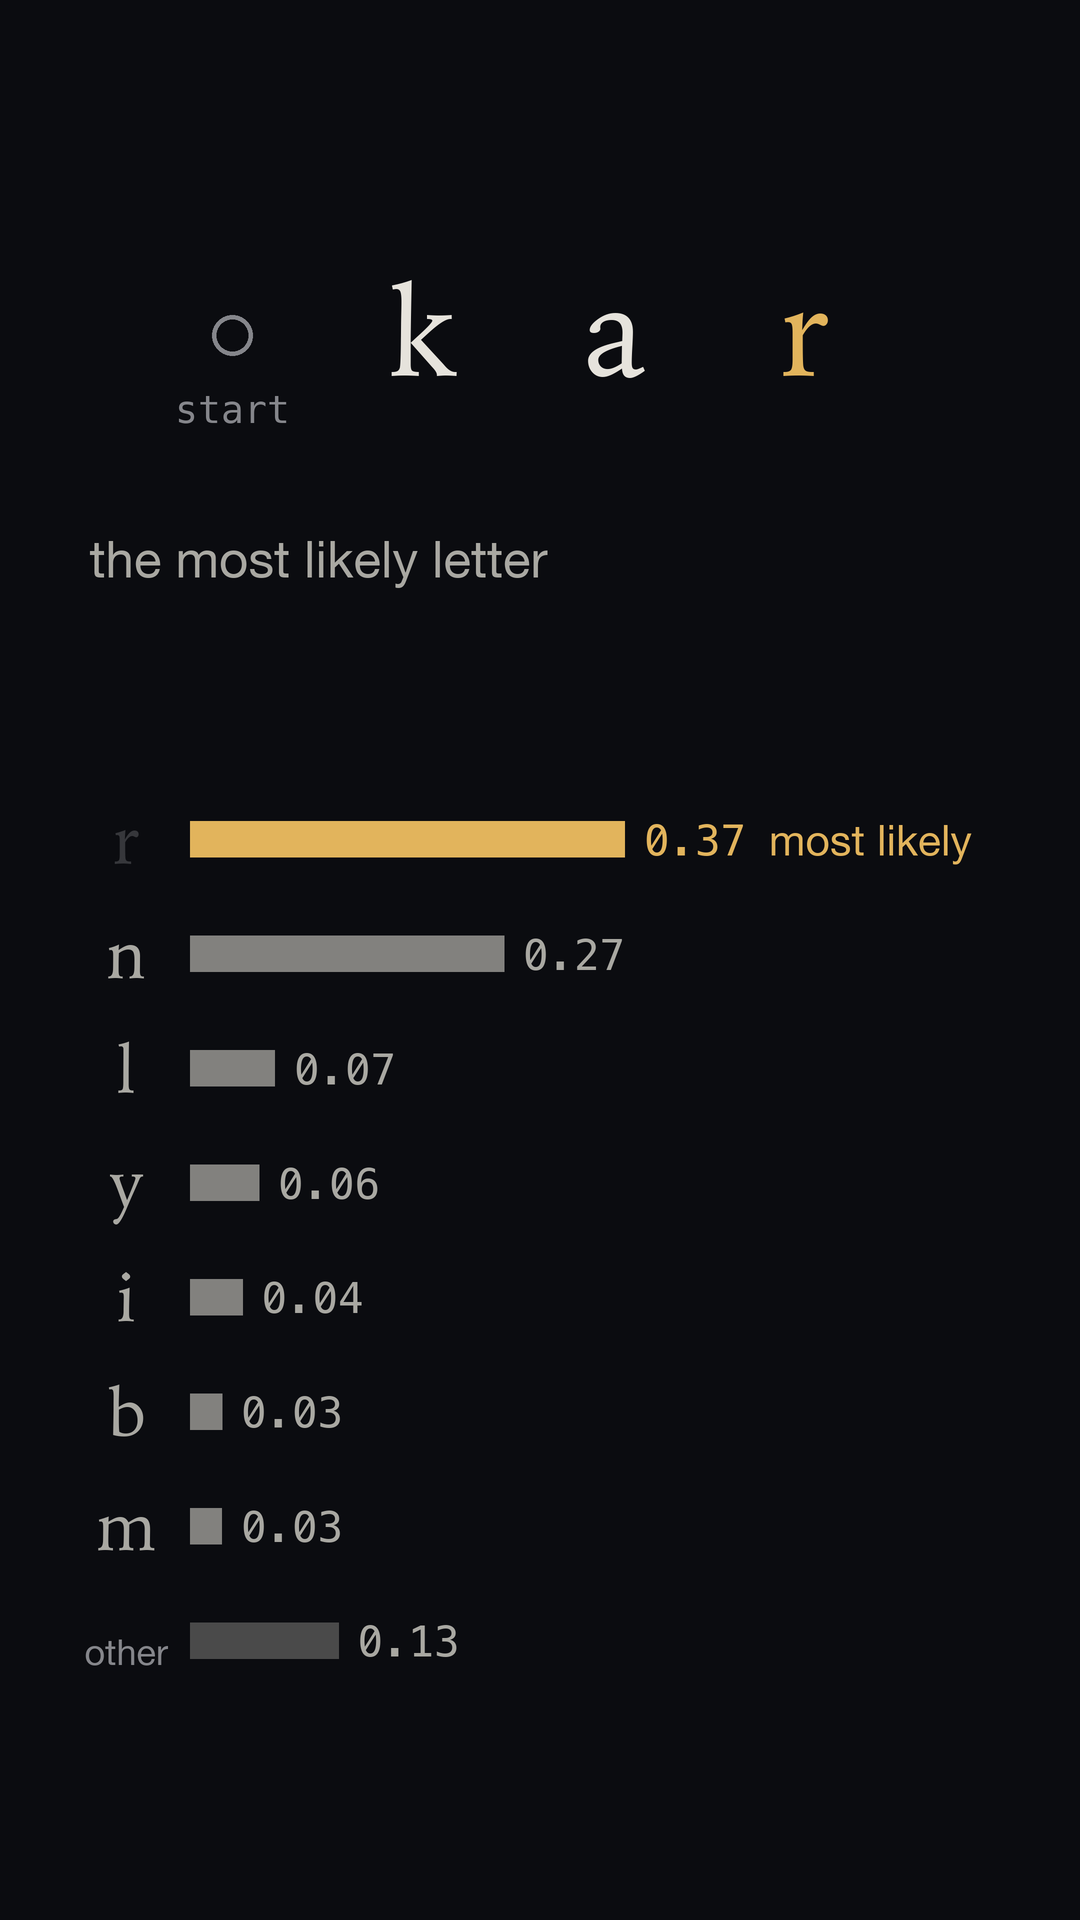 k a r
start
the most likely letter
r 0.37 most likely
n 0.27
l 0.07
y 0.06
i 0.04
b 0.03
m 0.03
other 0.13